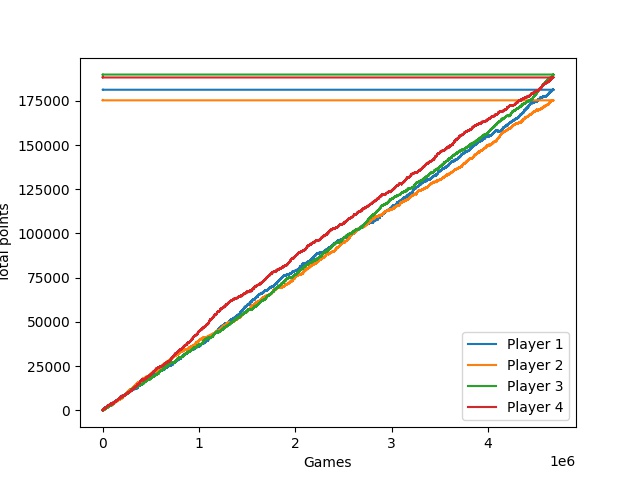 175000
150000
125000
100000
75000
50000
25000
0
Total points
0
1
2
3
4
1e6
Games
Player 1
Player 2
Player 3
Player 4